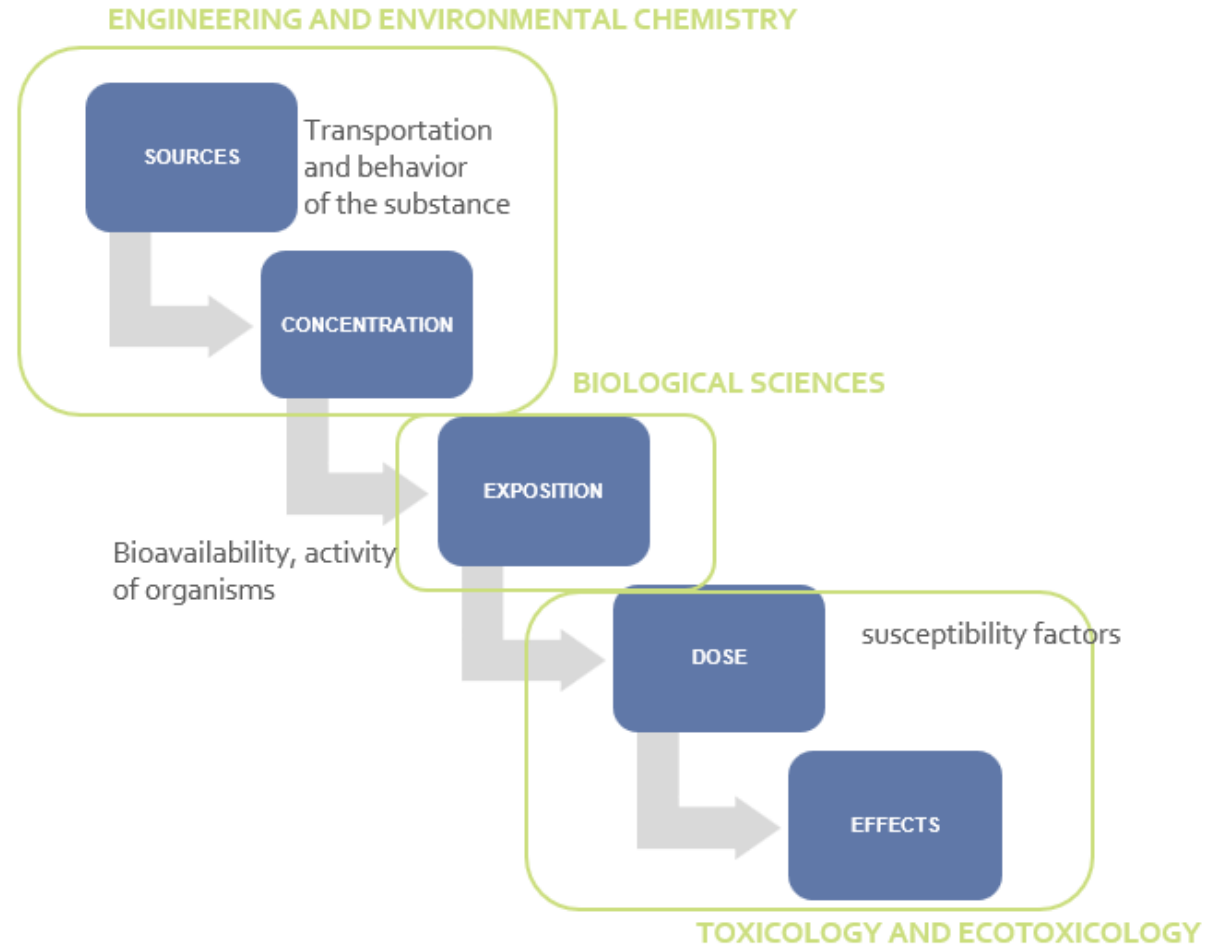 ENGINEERING AND ENVIRONMENTAL CHEMISTRY
SOURCES
Transportation
and behavior
of the substance
CONCENTRATION
BIOLOGICAL SCIENCES
EXPOSITION
Bioavailability, activity
of organisms
DOSE
susceptibility factors
EFFECTS
TOXICOLOGY AND ECOTOXICOLOGY